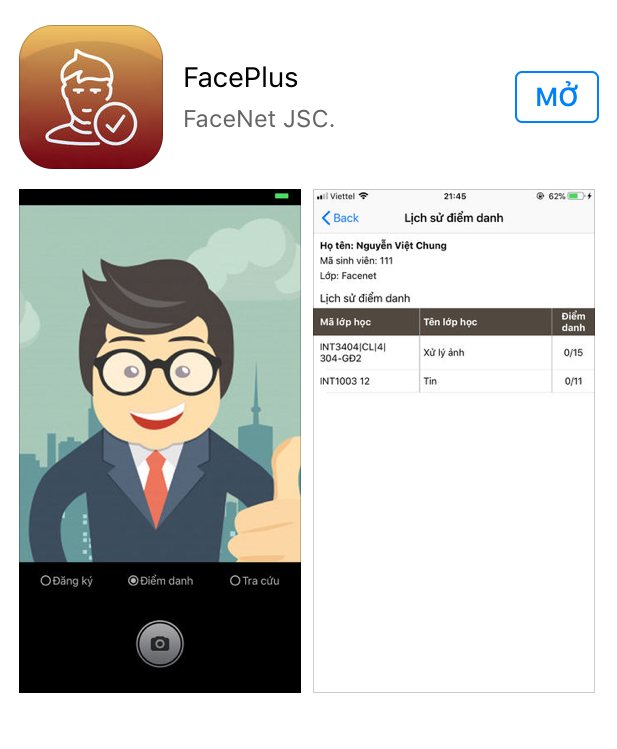 FacePlus
FaceNet JSC.
MỞ
Đăng ký
Điểm danh
Tra cứu
Viettel
21:45
62%
Back
Lịch sử điểm danh
Họ tên: Nguyễn Việt Chung
Mã sinh viên: 111
Lớp: Facenet
Lịch sử điểm danh
Mã lớp học
Tên lớp học
Điểm
danh
INT3404|CL|4|
304-GĐ2
Xử lý ảnh
0/15
INT1003 12
Tin
0/11